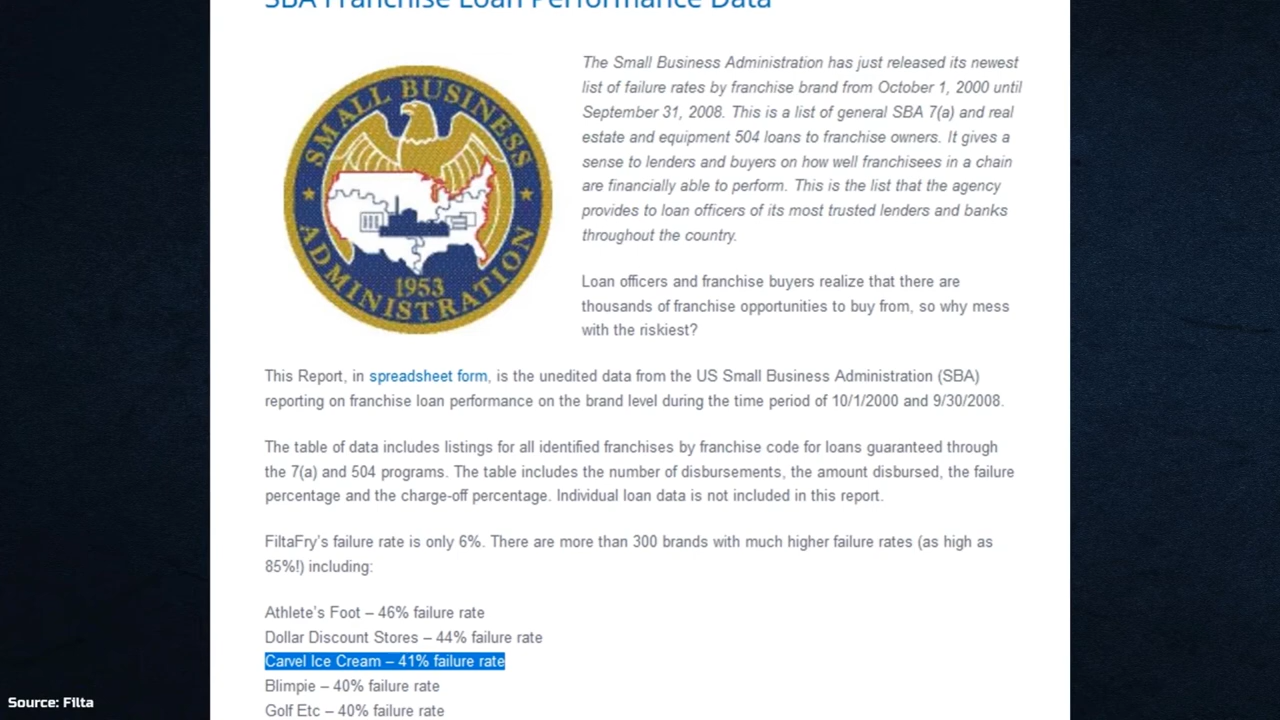 SBA Franchise Loan Performance Data
SMALL BUSINESS
ADMINISTRATION
1953
The Small Business Administration has just released its newest
list of failure rates by franchise brand from October 1, 2000 until
September 31, 2008. This is a list of general SBA 7(a) and real
estate and equipment 504 loans to franchise owners. It gives a
sense to lenders and buyers on how well franchisees in a chain
are financially able to perform. This is the list that the agency
provides to loan officers of its most trusted lenders and banks
throughout the country.
Loan officers and franchise buyers realize that there are
thousands of franchise opportunities to buy from, so why mess
with the riskiest?
This Report, in spreadsheet form, is the unedited data from the US Small Business Administration (SBA)
reporting on franchise loan performance on the brand level during the time period of 10/1/2000 and 9/30/2008.
The table of data includes listings for all identified franchises by franchise code for loans guaranteed through
the 7(a) and 504 programs. The table includes the number of disbursements, the amount disbursed, the failure
percentage and the charge-off percentage. Individual loan data is not included in this report.
FiltaFry's failure rate is only 6%. There are more than 300 brands with much higher failure rates (as high as
85%!) including:
Athlete's Foot – 46% failure rate
Dollar Discount Stores – 44% failure rate
Carvel Ice Cream – 41% failure rate
Blimpie – 40% failure rate
Golf Etc – 40% failure rate
Source: Filta